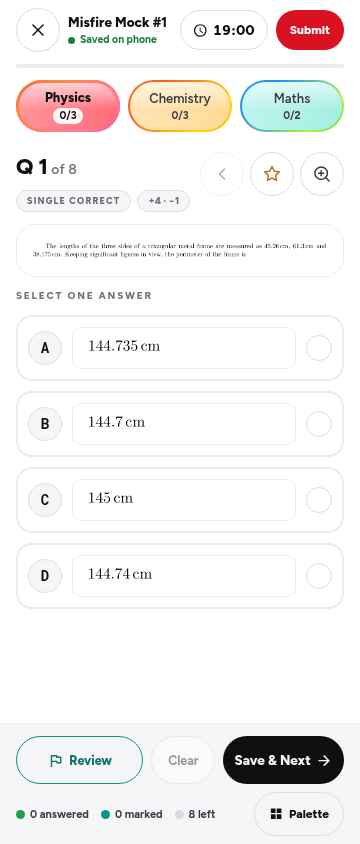 Misfire Mock #1
Saved on phone
19:00
Submit
Physics
0/3
Chemistry
0/3
Maths
0/2
Q 1 of 8
SINGLE CORRECT
+4 · −1
The lengths of the three sides of a triangular metal frame are measured as 45.26cm, 61.3cm and
38.175cm. Keeping significant figures in view, the perimeter of the frame is
SELECT ONE ANSWER
A
144.735 cm
B
144.7 cm
C
145 cm
D
144.74 cm
Review
Clear
Save & Next
0 answered
0 marked
8 left
Palette